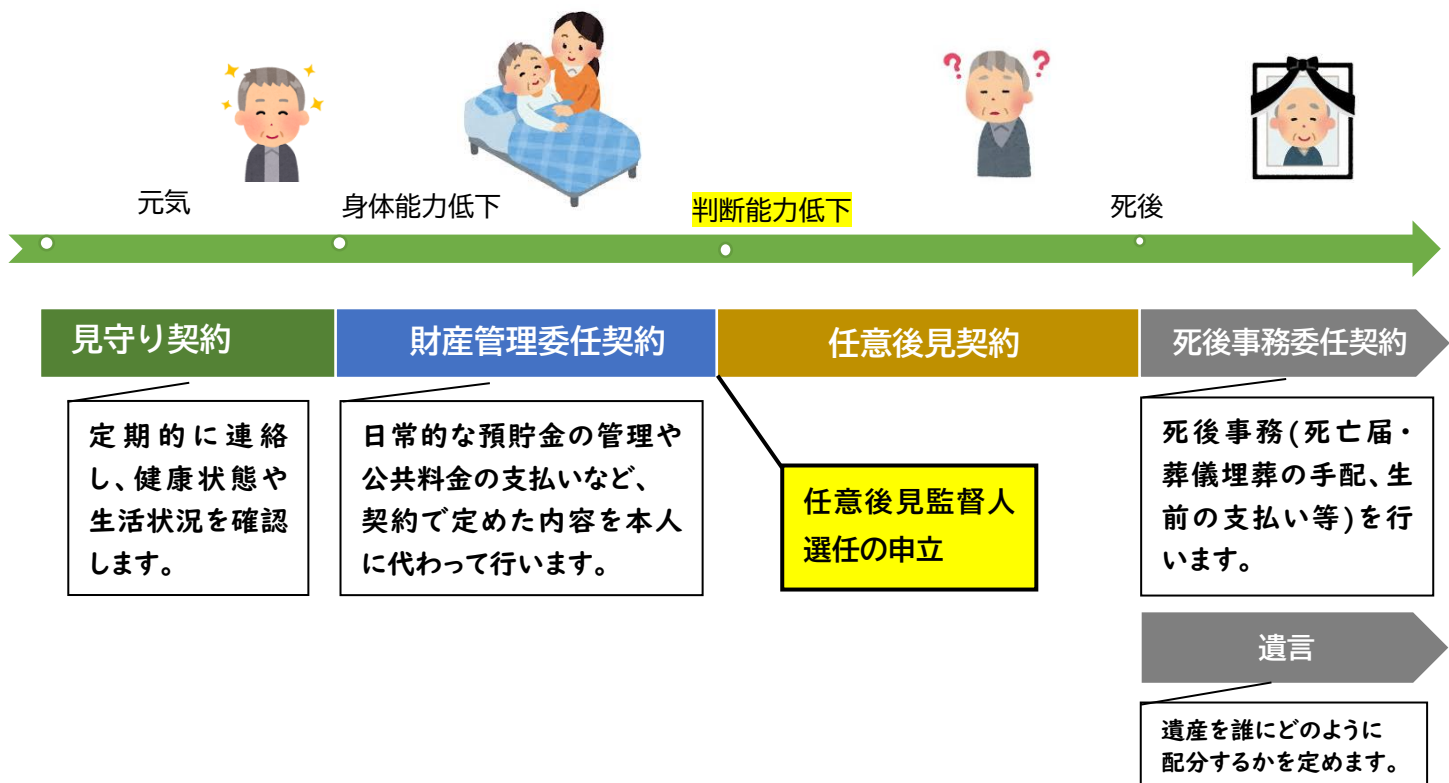 ? ?
元気
身体能力低下
判断能力低下
死後
見守り契約
財産管理委任契約
任意後見契約
死後事務委任契約
定期的に連絡
し、健康状態や
生活状況を確認
します。
日常的な預貯金の管理や
公共料金の支払いなど、
契約で定めた内容を本人
に代わって行います。
任意後見監督人
選任の申立
死後事務(死亡届・
葬儀埋葬の手配、生
前の支払い等)を行
います。
遺言
遺産を誰にどのように
配分するかを定めます。